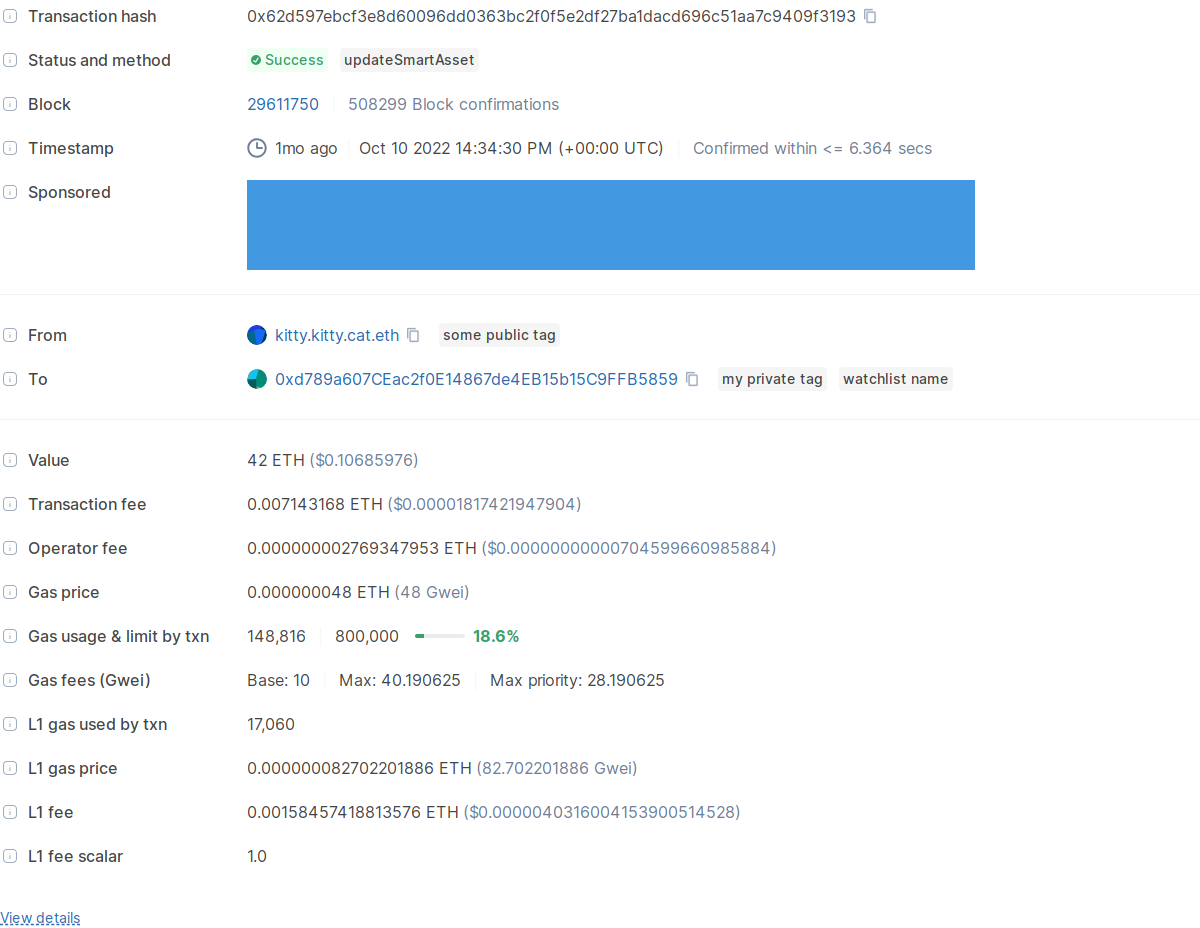 Transaction hash 0x62d597ebcf3e8d60096dd0363bc2f0f5e2df27ba1dacd696c51aa7c9409f3193
Status and method Success updateSmartAsset
Block 29611750 508299 Block confirmations
Timestamp 1mo ago Oct 10 2022 14:34:30 PM (+00:00 UTC) Confirmed within <= 6.364 secs
Sponsored
From kitty.kitty.cat.eth some public tag
To 0xd789a607CEac2f0E14867de4EB15b15C9FFB5859 my private tag watchlist name
Value 42 ETH ($0.10685976)
Transaction fee 0.007143168 ETH ($0.00001817421947904)
Operator fee 0.000000002769347953 ETH ($0.00000000000704599660985884)
Gas price 0.000000048 ETH (48 Gwei)
Gas usage & limit by txn 148,816 800,000 18.6%
Gas fees (Gwei) Base: 10 Max: 40.190625 Max priority: 28.190625
L1 gas used by txn 17,060
L1 gas price 0.000000082702201886 ETH (82.702201886 Gwei)
L1 fee 0.00158457418813576 ETH ($0.0000040316004153900514528)
L1 fee scalar 1.0
View details